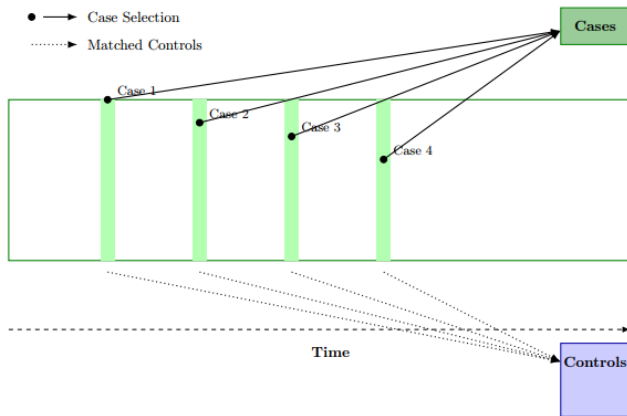 Case Selection
Matched Controls
Cases
Case 1
Case 2
Case 3
Case 4
Time
Controls